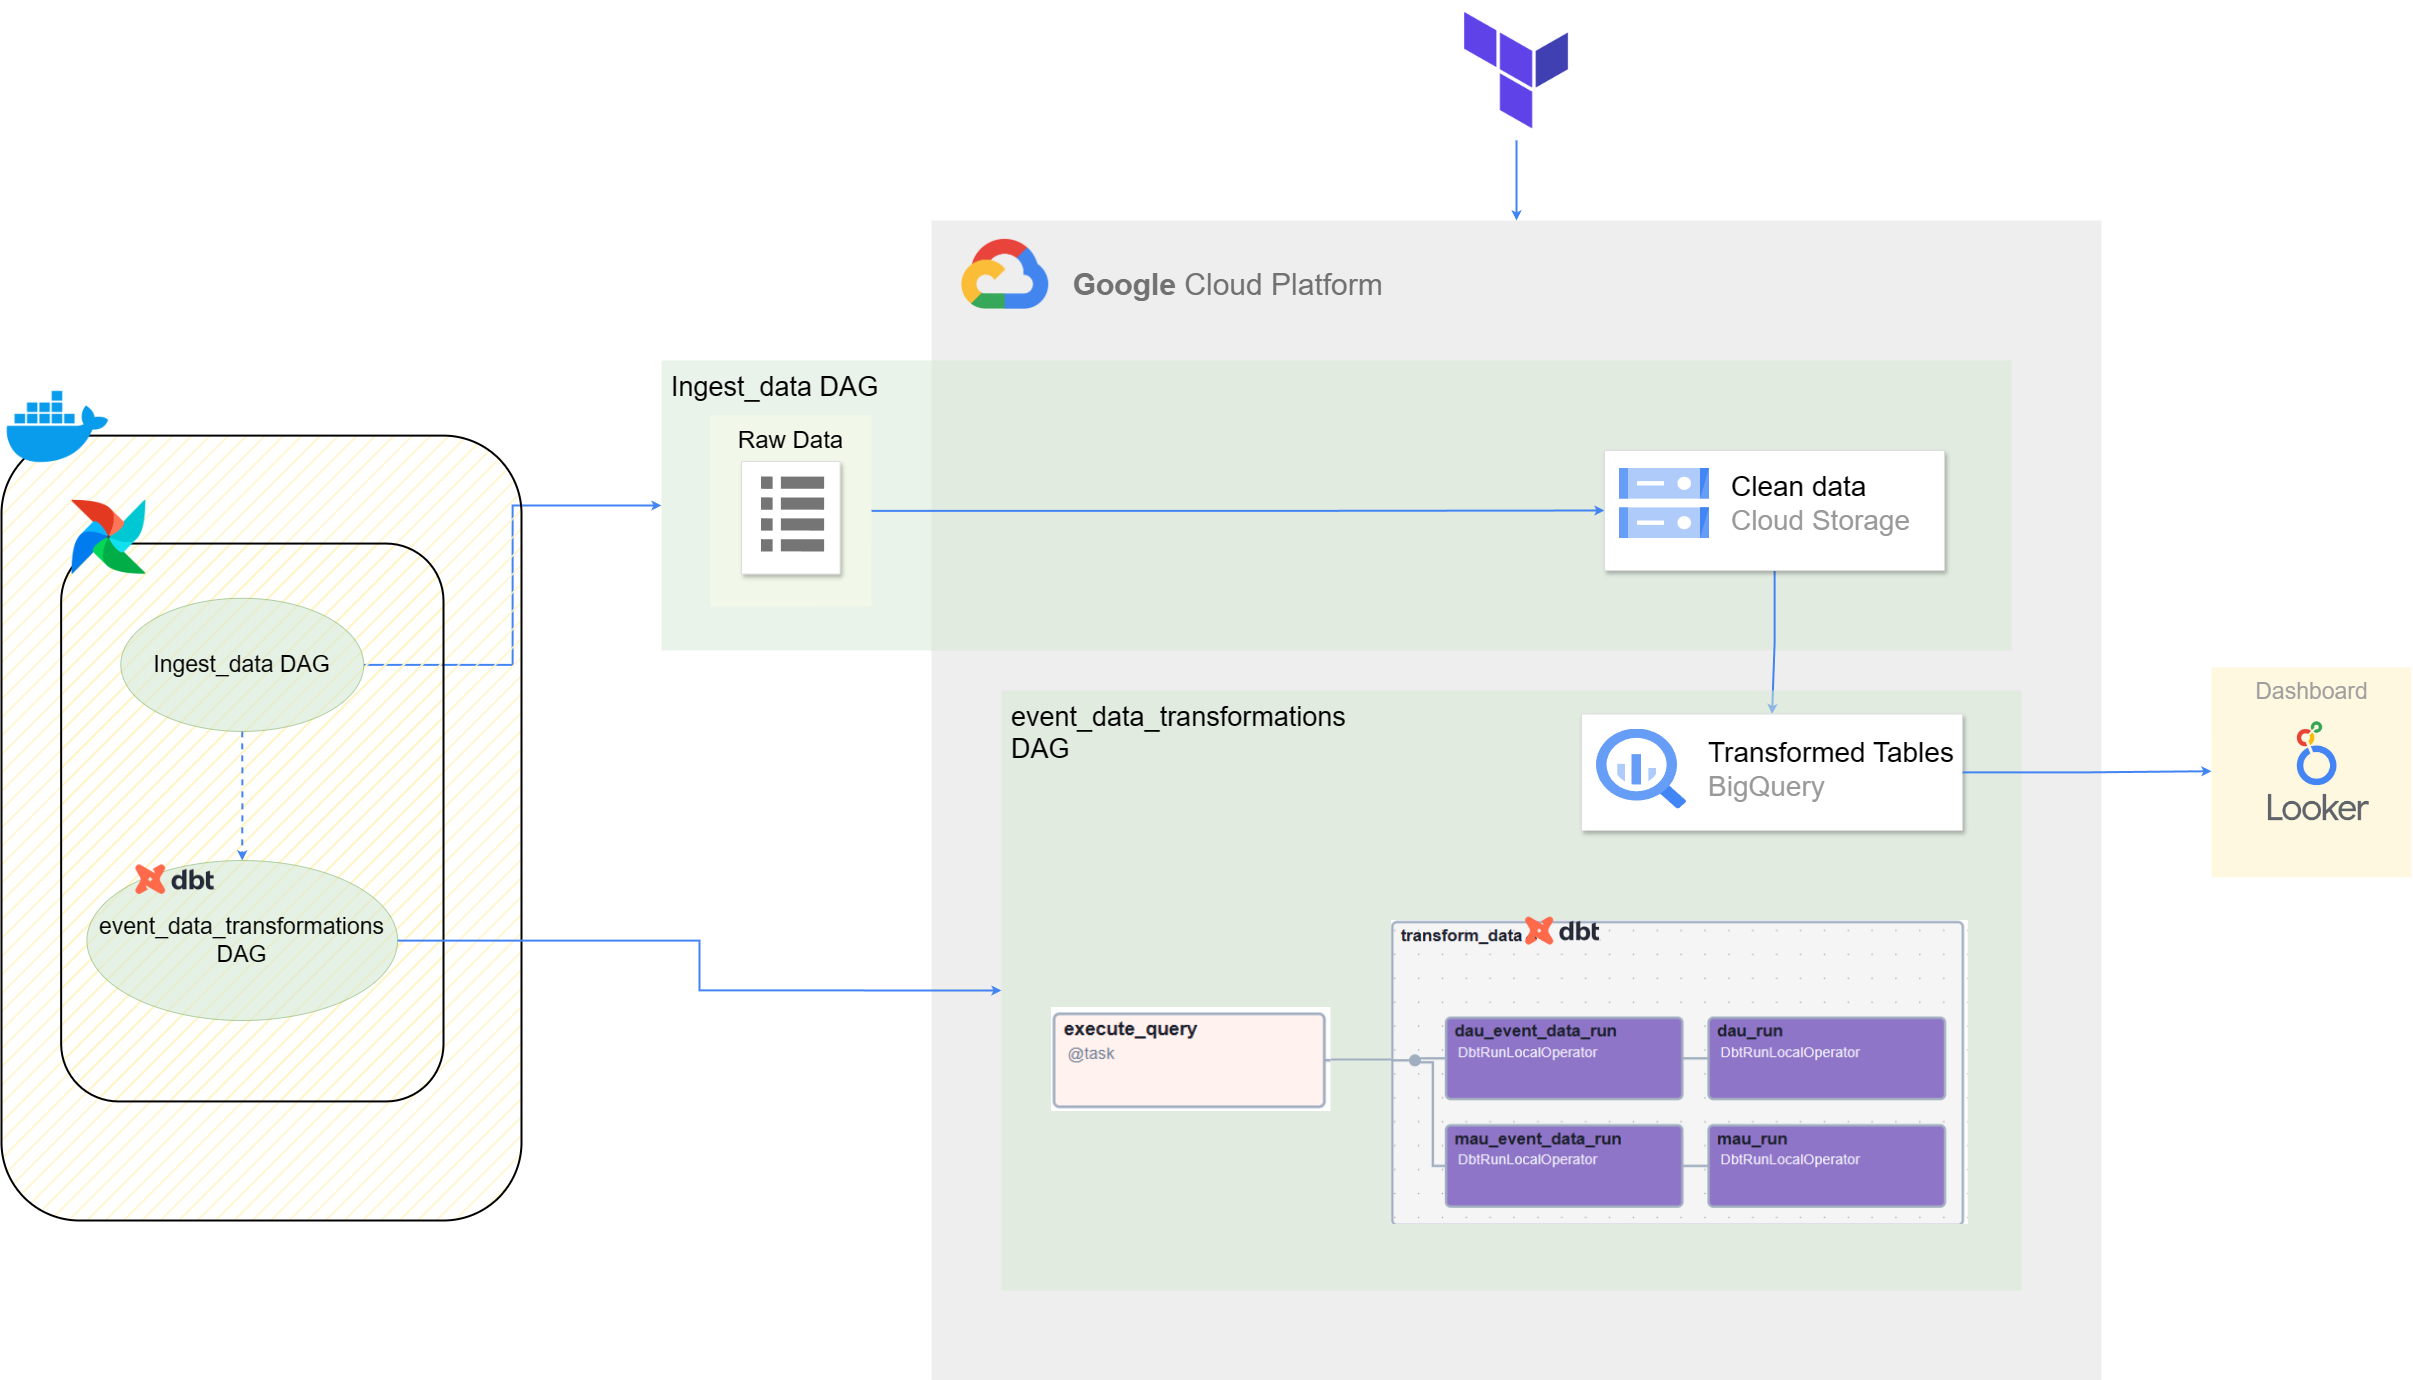 Google Cloud Platform
Ingest_data DAG
Raw Data
Clean data
Cloud Storage
Ingest_data DAG
dbt
event_data_transformations
DAG
event_data_transformations
DAG
Transformed Tables
BigQuery
Dashboard
Looker
transform_data
dbt
execute_query
@task
dau_event_data_run
DbtRunLocalOperator
dau_run
DbtRunLocalOperator
mau_event_data_run
DbtRunLocalOperator
mau_run
DbtRunLocalOperator